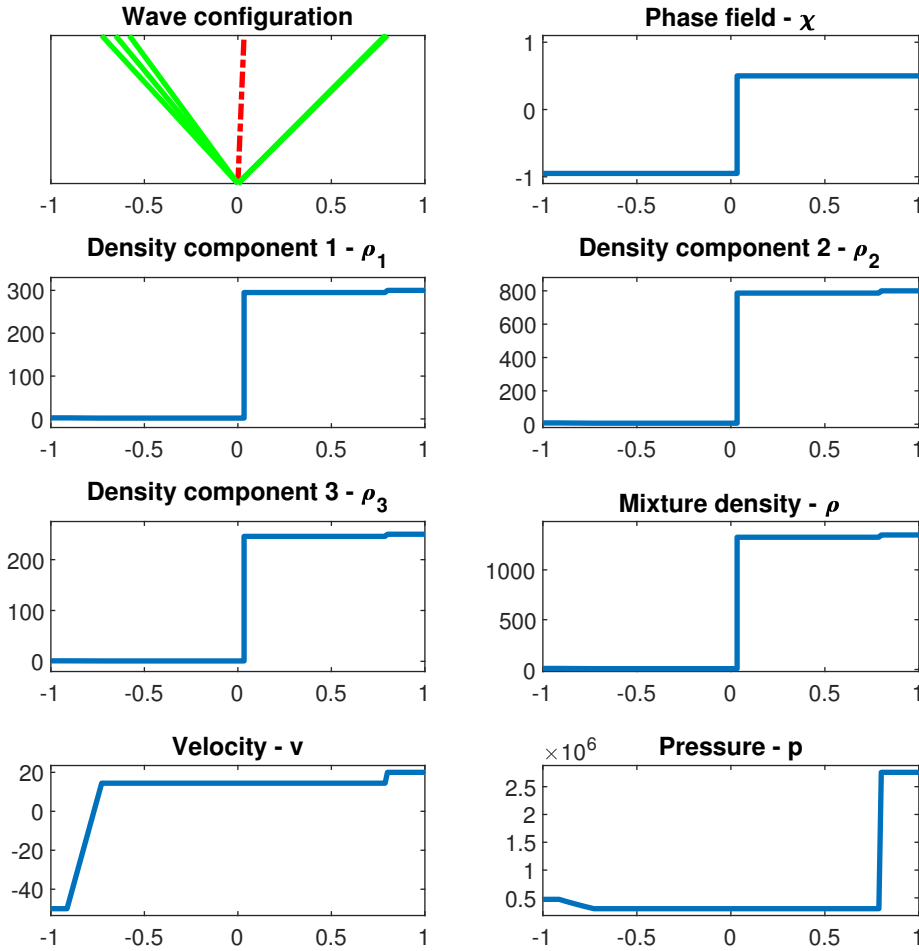 Wave configuration
-1 -0.5 0 0.5 1
Phase field - χ
1
0
-1
-1 -0.5 0 0.5 1
Density component 1 - ρ1
300
200
100
0
-1 -0.5 0 0.5 1
Density component 2 - ρ2
800
600
400
200
0
-1 -0.5 0 0.5 1
Density component 3 - ρ3
200
100
0
-1 -0.5 0 0.5 1
Mixture density - ρ
1000
500
0
-1 -0.5 0 0.5 1
Velocity - v
20
0
-20
-40
-1 -0.5 0 0.5 1
Pressure - p
×10^6
2.5
2
1.5
1
0.5
-1 -0.5 0 0.5 1